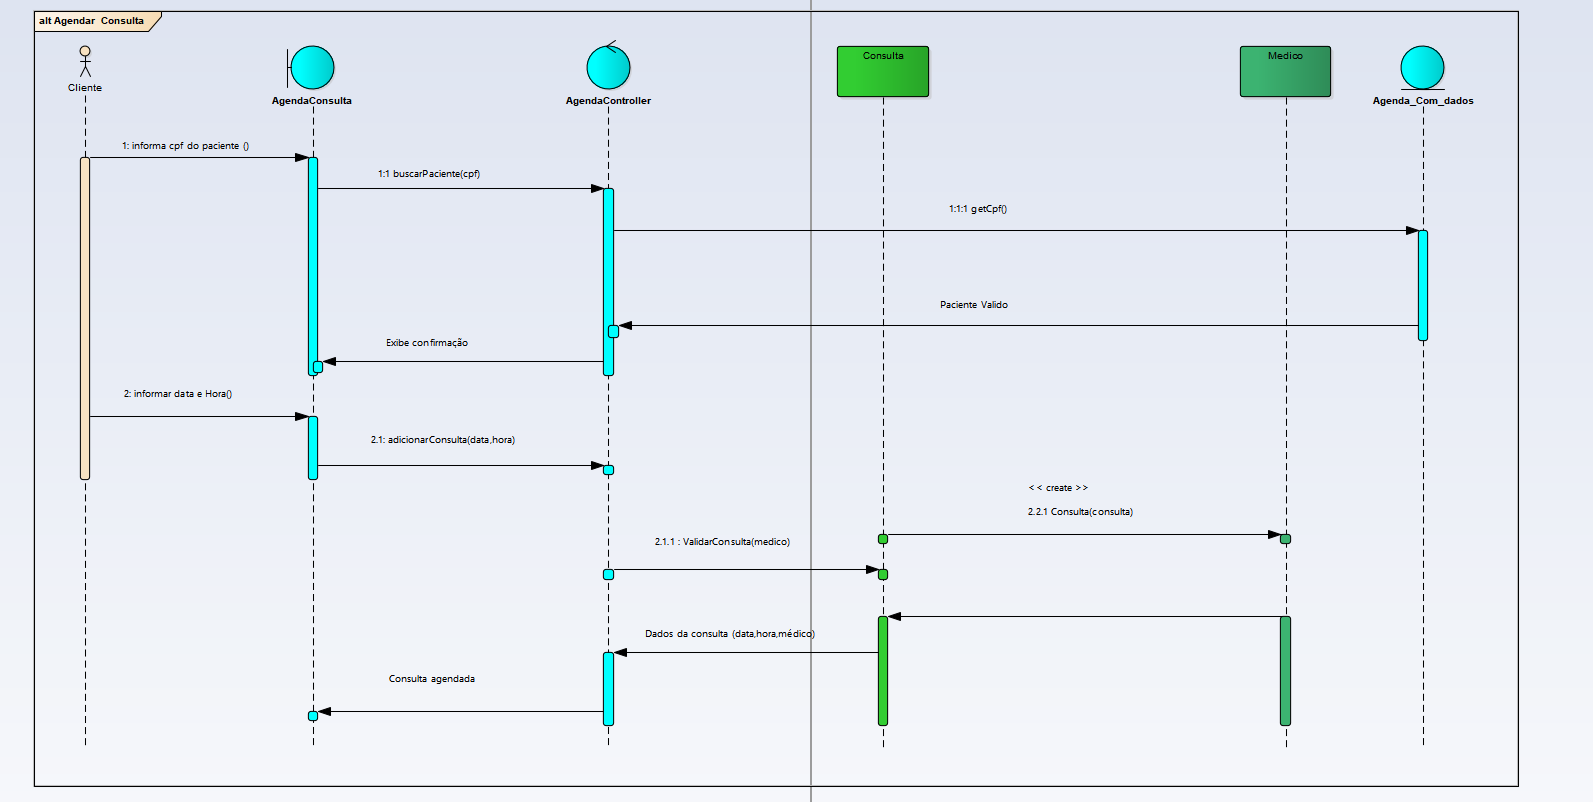 alt Agendar Consulta
Cliente
AgendaConsulta
AgendaController
Consulta
Medico
Agenda_Com_dados
1: informa cpf do paciente ()
1:1 buscarPaciente(cpf)
1:1:1 getCpf()
Paciente Valido
Exibe confirmação
2: informar data e Hora()
2.1: adicionarConsulta(data,hora)
<< create >>
2.2.1 Consulta(consulta)
2.1.1 : ValidarConsulta(medico)
Dados da consulta (data,hora,médico)
Consulta agendada